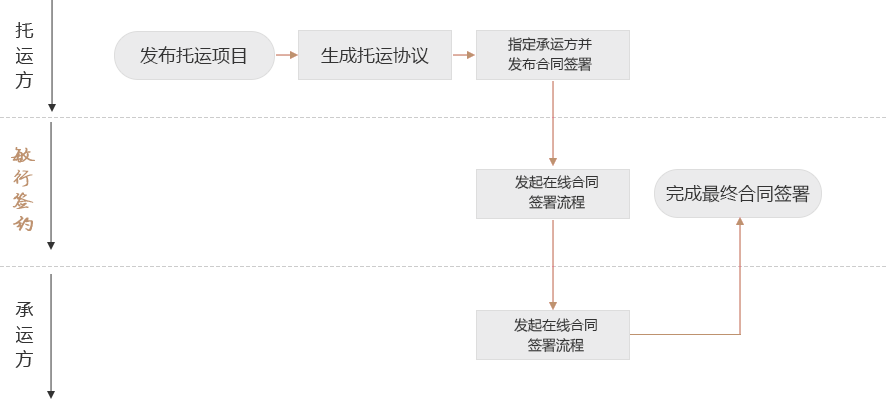 托运方
发布托运项目
生成托运协议
指定承运方并
发布合同签署
敏行签约
发起在线合同
签署流程
完成最终合同签署
承运方
发起在线合同
签署流程